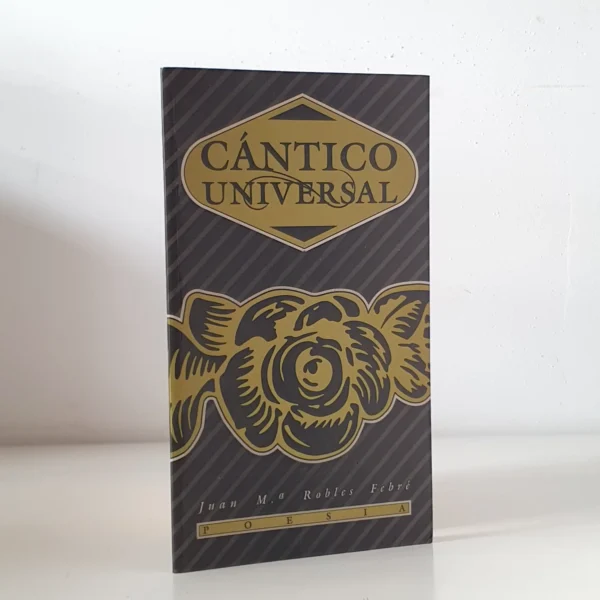 CÁNTICO
UNIVERSAL
Juan M.ª Robles Febré
POESIA